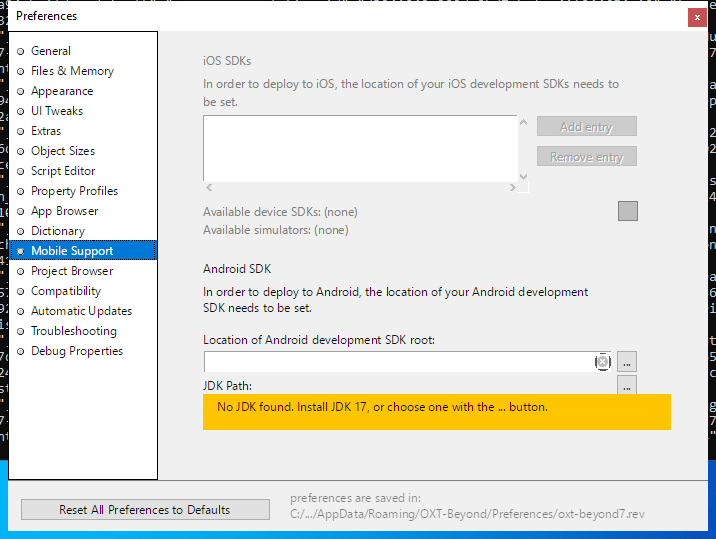 Preferences
x
General
Files & Memory
Appearance
UI Tweaks
Extras
Object Sizes
Script Editor
Property Profiles
App Browser
Dictionary
Mobile Support
Project Browser
Compatibility
Automatic Updates
Troubleshooting
Debug Properties
iOS SDKs
In order to deploy to iOS, the location of your iOS development SDKs needs to
be set.
Add entry
Remove entry
Available device SDKs: (none)
Available simulators: (none)
Android SDK
In order to deploy to Android, the location of your Android development
SDK needs to be set.
Location of Android development SDK root:
...
JDK Path:
...
No JDK found. Install JDK 17, or choose one with the ... button.
Reset All Preferences to Defaults
preferences are saved in:
C:/.../AppData/Roaming/OXT-Beyond/Preferences/oxt-beyond7.rev